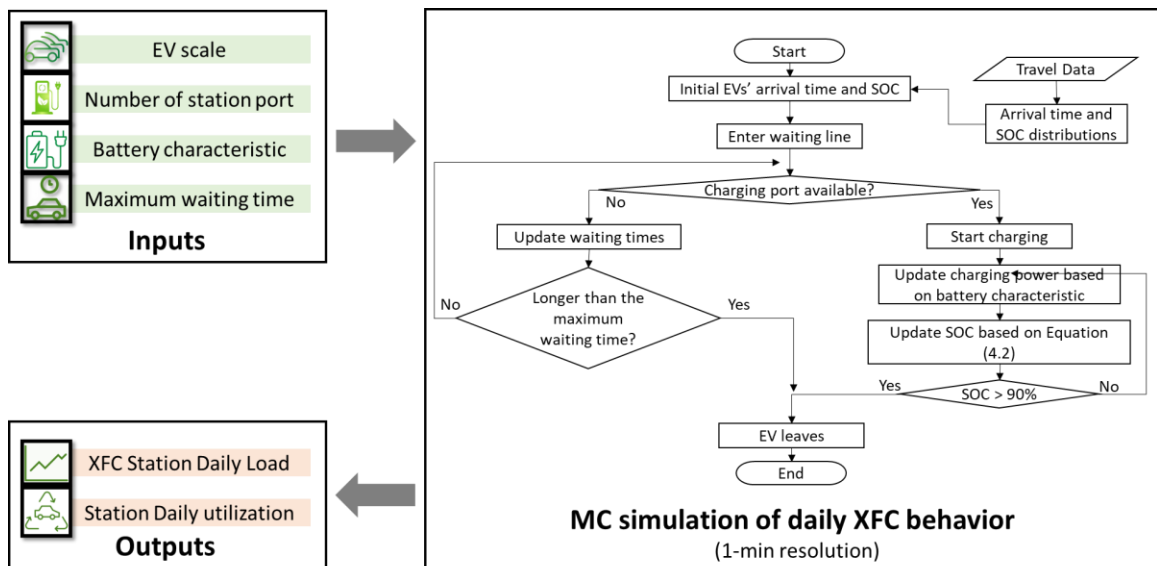 EV scale
Number of station port
Battery characteristic
Maximum waiting time
Inputs
XFC Station Daily Load
Station Daily utilization
Outputs
Start
Travel Data
Initial EVs' arrival time and SOC
Arrival time and
SOC distributions
Enter waiting line
Charging port available?
No
Yes
Update waiting times
Start charging
Update charging power based
on battery characteristic
No
Longer than the
maximum
waiting time?
Yes
Update SOC based on Equation
(4.2)
Yes
SOC > 90%
No
EV leaves
End
MC simulation of daily XFC behavior
(1-min resolution)